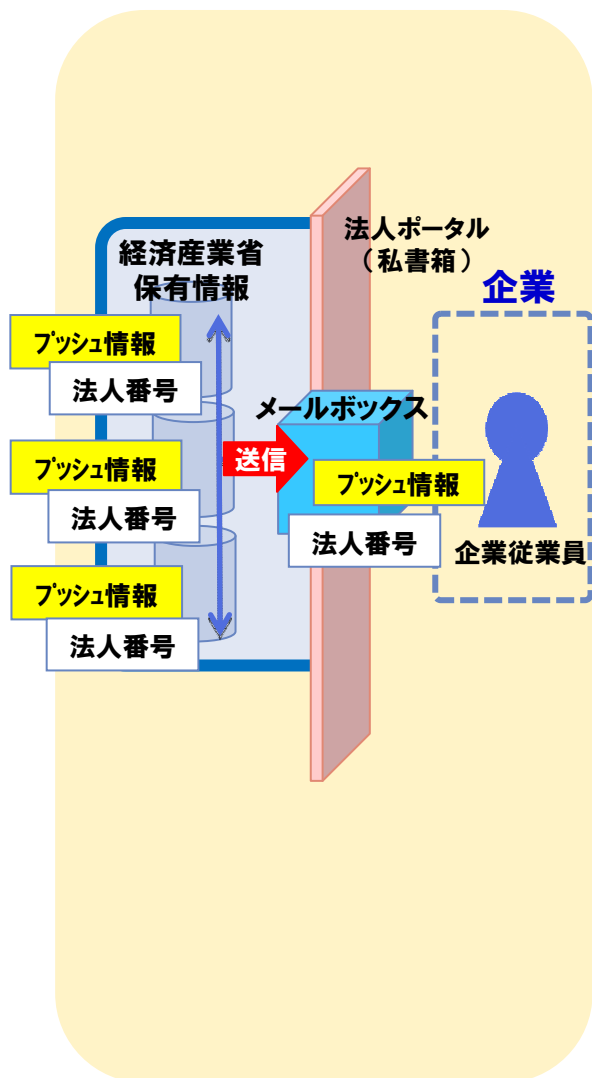 法人ポータル
（私書箱）
経済産業省
保有情報
企業
プッシュ情報
法人番号
メールボックス
送信
プッシュ情報
法人番号
プッシュ情報
法人番号
企業従業員
プッシュ情報
法人番号